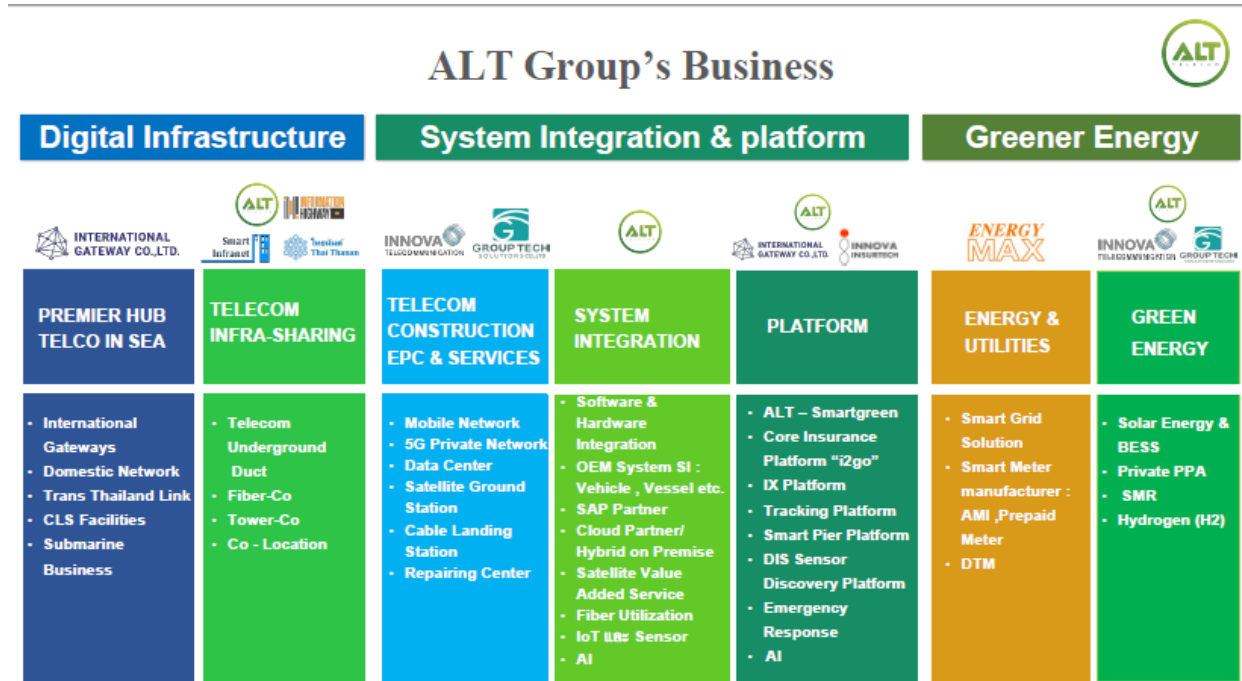 ALT Group's Business
ALT
TELECOM
Digital Infrastructure
System Integration & platform
Greener Energy
INTERNATIONAL
GATEWAY CO.,LTD.
ALT
INFORMATION
HIGHWAY
Smart
Infranet
Thai Thanan
INNOVA
TELECOMMUNICATION
GROUP TECH
SOLUTIONS CO.,LTD
ALT
ALT
INTERNATIONAL
GATEWAY CO.,LTD.
INNOVA
INSURTECH
ENERGY
MAX
ALT
INNOVA
TELECOMMUNICATION
GROUP TECH
PREMIER HUB
TELCO IN SEA
TELECOM
INFRA-SHARING
TELECOM
CONSTRUCTION
EPC & SERVICES
SYSTEM
INTEGRATION
PLATFORM
ENERGY &
UTILITIES
GREEN
ENERGY
• International
Gateways
• Domestic Network
• Trans Thailand Link
• CLS Facilities
• Submarine
Business
• Telecom
Underground
Duct
• Fiber-Co
• Tower-Co
• Co - Location
• Mobile Network
• 5G Private Network
• Data Center
• Satellite Ground
Station
• Cable Landing
Station
• Repairing Center
• Software &
Hardware
Integration
• OEM System SI :
Vehicle , Vessel etc.
• SAP Partner
• Cloud Partner/
Hybrid on Premise
• Satellite Value
Added Service
• Fiber Utilization
• IoT และ Sensor
• AI
• ALT – Smartgreen
• Core Insurance
Platform "i2go"
• IX Platform
• Tracking Platform
• Smart Pier Platform
• DIS Sensor
Discovery Platform
• Emergency
Response
• AI
• Smart Grid
Solution
• Smart Meter
manufacturer :
AMI ,Prepaid
Meter
• DTM
• Solar Energy &
BESS
• Private PPA
• SMR
• Hydrogen (H2)